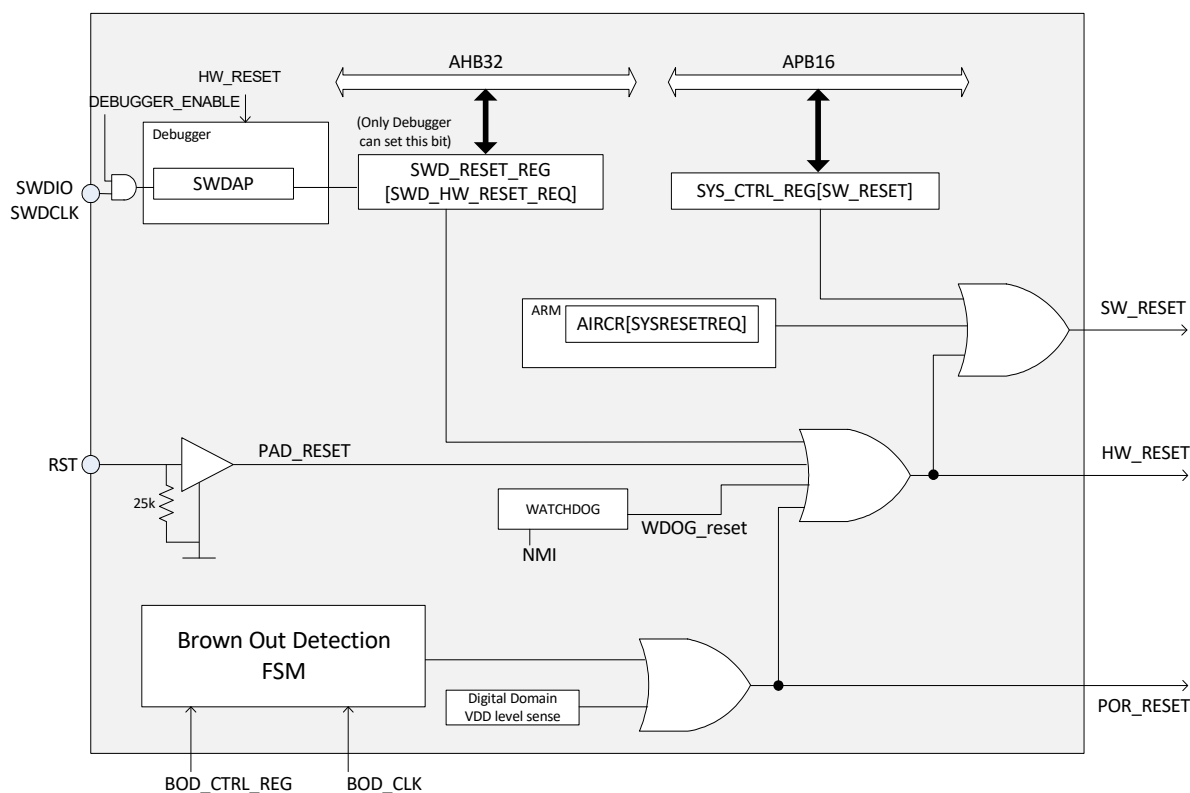 AHB32
APB16
HW_RESET
DEBUGGER_ENABLE
Debugger
(Only Debugger
can set this bit)
SWDAP
SWD_RESET_REG
[SWD_HW_RESET_REQ]
SYS_CTRL_REG[SW_RESET]
SWDIO
SWDCLK
ARM
AIRCR[SYSRESETREQ]
SW_RESET
RST
PAD_RESET
HW_RESET
25k
WATCHDOG
WDOG_reset
NMI
Brown Out Detection
FSM
Digital Domain
VDD level sense
POR_RESET
BOD_CTRL_REG
BOD_CLK